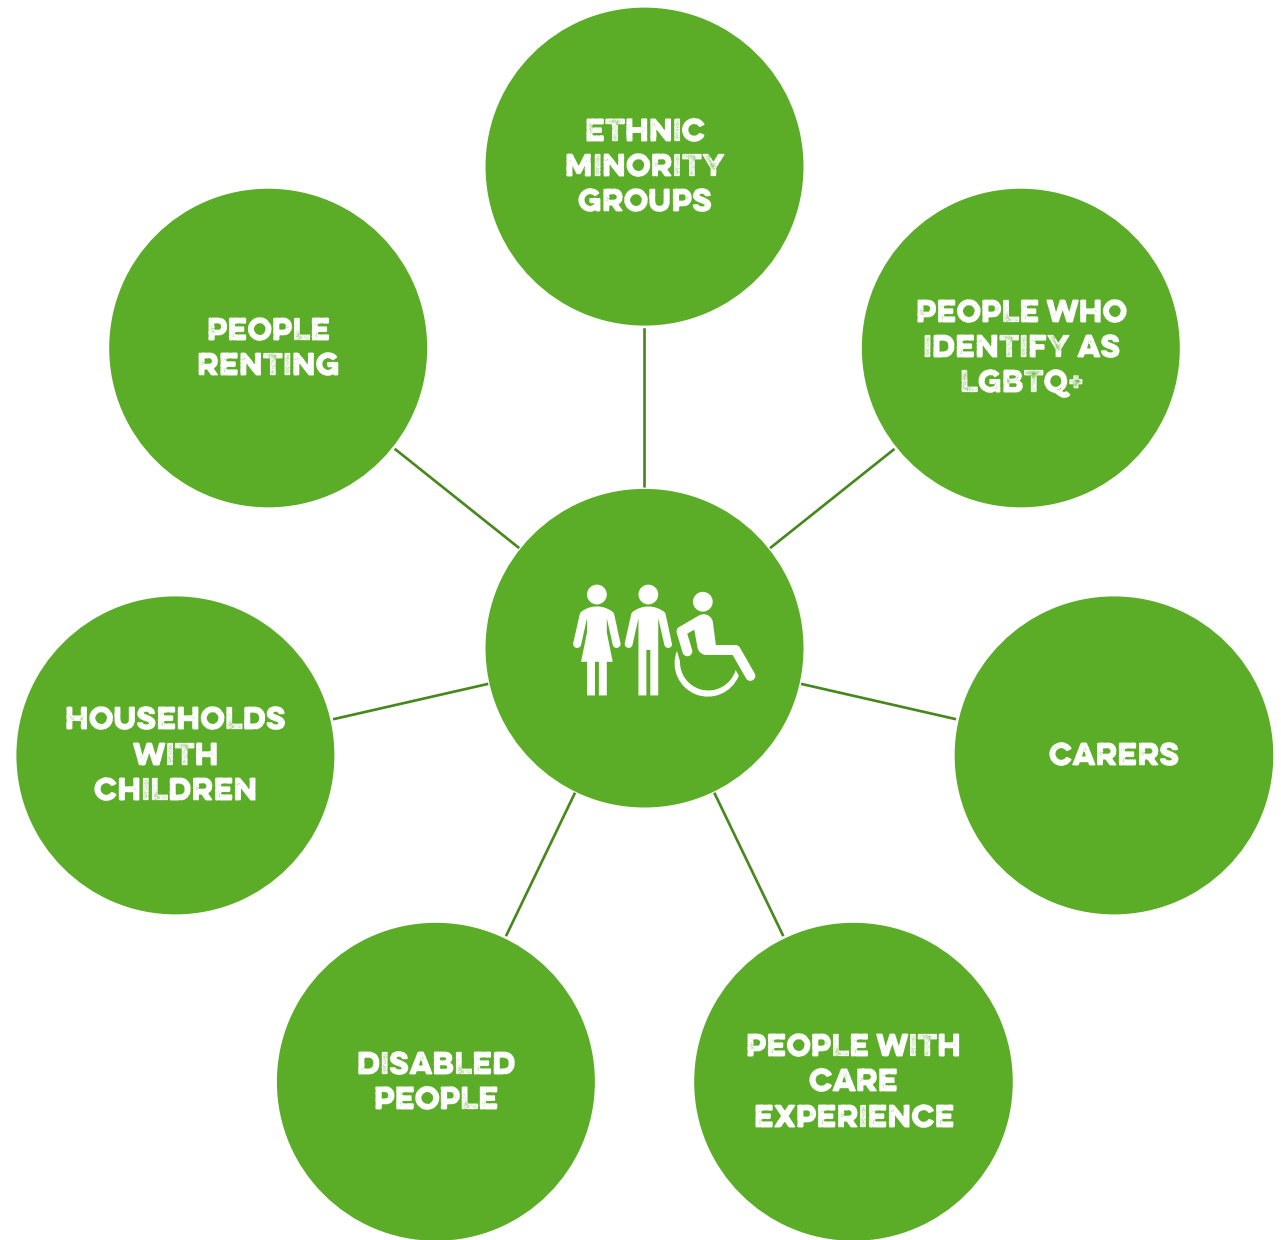 ETHNIC
MINORITY
GROUPS
PEOPLE WHO
IDENTIFY AS
LGBTQ+
CARERS
PEOPLE WITH
CARE
EXPERIENCE
DISABLED
PEOPLE
HOUSEHOLDS
WITH
CHILDREN
PEOPLE
RENTING